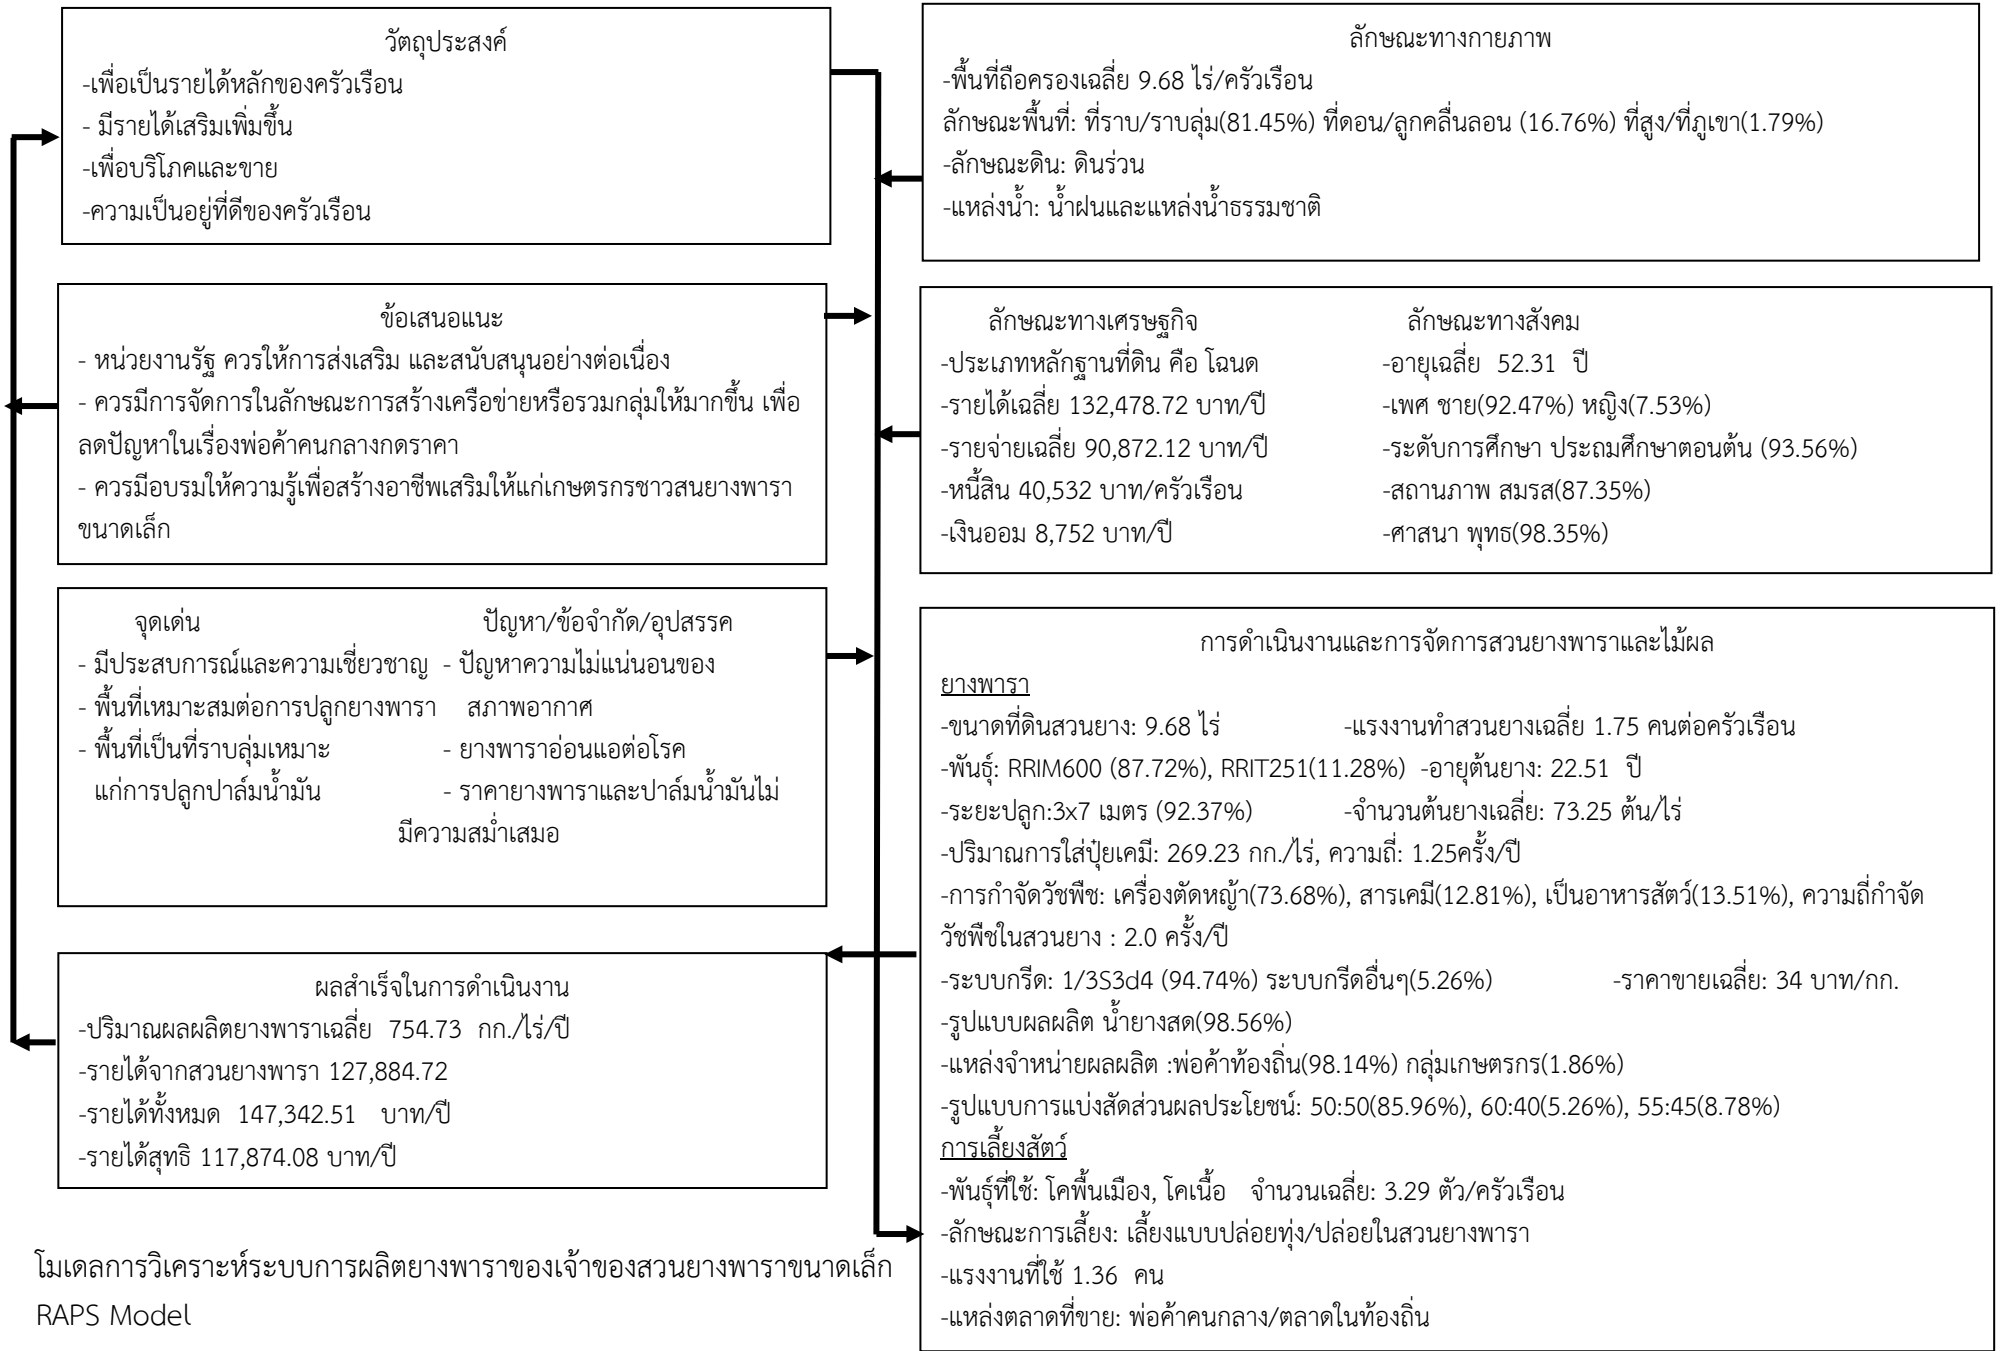 วัตถุประสงค์
-เพื่อเป็นรายได้หลักของครัวเรือน
- มีรายได้เสริมเพิ่มขึ้น
-เพื่อบริโภคและขาย
-ความเป็นอยู่ที่ดีของครัวเรือน
ลักษณะทางกายภาพ
-พื้นที่ถือครองเฉลี่ย 9.68 ไร่/ครัวเรือน
ลักษณะพื้นที่: ที่ราบ/ราบลุ่ม(81.45%) ที่ดอน/ลูกคลื่นลอน (16.76%) ที่สูง/ที่ภูเขา(1.79%)
-ลักษณะดิน: ดินร่วน
-แหล่งน้ำ: น้ำฝนและแหล่งน้ำธรรมชาติ
ข้อเสนอแนะ
- หน่วยงานรัฐ ควรให้การส่งเสริม และสนับสนุนอย่างต่อเนื่อง
- ควรมีการจัดการในลักษณะการสร้างเครือข่ายหรือรวมกลุ่มให้มากขึ้น เพื่อ
ลดปัญหาในเรื่องพ่อค้าคนกลางกดราคา
- ควรมีอบรมให้ความรู้เพื่อสร้างอาชีพเสริมให้แก่เกษตรกรชาวสนยางพารา
ขนาดเล็ก
ลักษณะทางเศรษฐกิจ
-ประเภทหลักฐานที่ดิน คือ โฉนด
-รายได้เฉลี่ย 132,478.72 บาท/ปี
-รายจ่ายเฉลี่ย 90,872.12 บาท/ปี
-หนี้สิน 40,532 บาท/ครัวเรือน
-เงินออม 8,752 บาท/ปี
ลักษณะทางสังคม
-อายุเฉลี่ย 52.31 ปี
-เพศ ชาย(92.47%) หญิง(7.53%)
-ระดับการศึกษา ประถมศึกษาตอนต้น (93.56%)
-สถานภาพ สมรส(87.35%)
-ศาสนา พุทธ(98.35%)
จุดเด่น
- มีประสบการณ์และความเชี่ยวชาญ
- พื้นที่เหมาะสมต่อการปลูกยางพารา
- พื้นที่เป็นที่ราบลุ่มเหมาะ
แก่การปลูกปาล์มน้ำมัน
ปัญหา/ข้อจำกัด/อุปสรรค
- ปัญหาความไม่แน่นอนของ
สภาพอากาศ
- ยางพาราอ่อนแอต่อโรค
- ราคายางพาราและปาล์มน้ำมันไม่
มีความสม่ำเสมอ
การดำเนินงานและการจัดการสวนยางพาราและไม้ผล
ยางพารา
-ขนาดที่ดินสวนยาง: 9.68 ไร่ -แรงงานทำสวนยางเฉลี่ย 1.75 คนต่อครัวเรือน
-พันธุ์: RRIM600 (87.72%), RRIT251(11.28%) -อายุต้นยาง: 22.51 ปี
-ระยะปลูก:3x7 เมตร (92.37%) -จำนวนต้นยางเฉลี่ย: 73.25 ต้น/ไร่
-ปริมาณการใส่ปุ๋ยเคมี: 269.23 กก./ไร่, ความถี่: 1.25ครั้ง/ปี
-การกำจัดวัชพืช: เครื่องตัดหญ้า(73.68%), สารเคมี(12.81%), เป็นอาหารสัตว์(13.51%), ความถี่กำจัด
วัชพืชในสวนยาง : 2.0 ครั้ง/ปี
-ระบบกรีด: 1/3S3d4 (94.74%) ระบบกรีดอื่นๆ(5.26%) -ราคาขายเฉลี่ย: 34 บาท/กก.
-รูปแบบผลผลิต น้ำยางสด(98.56%)
-แหล่งจำหน่ายผลผลิต :พ่อค้าท้องถิ่น(98.14%) กลุ่มเกษตรกร(1.86%)
-รูปแบบการแบ่งสัดส่วนผลประโยชน์: 50:50(85.96%), 60:40(5.26%), 55:45(8.78%)
การเลี้ยงสัตว์
-พันธุ์ที่ใช้: โคพื้นเมือง, โคเนื้อ จำนวนเฉลี่ย: 3.29 ตัว/ครัวเรือน
-ลักษณะการเลี้ยง: เลี้ยงแบบปล่อยทุ่ง/ปล่อยในสวนยางพารา
-แรงงานที่ใช้ 1.36 คน
-แหล่งตลาดที่ขาย: พ่อค้าคนกลาง/ตลาดในท้องถิ่น
ผลสำเร็จในการดำเนินงาน
-ปริมาณผลผลิตยางพาราเฉลี่ย 754.73 กก./ไร่/ปี
-รายได้จากสวนยางพารา 127,884.72
-รายได้ทั้งหมด 147,342.51 บาท/ปี
-รายได้สุทธิ 117,874.08 บาท/ปี
โมเดลการวิเคราะห์ระบบการผลิตยางพาราของเจ้าของสวนยางพาราขนาดเล็ก
RAPS Model